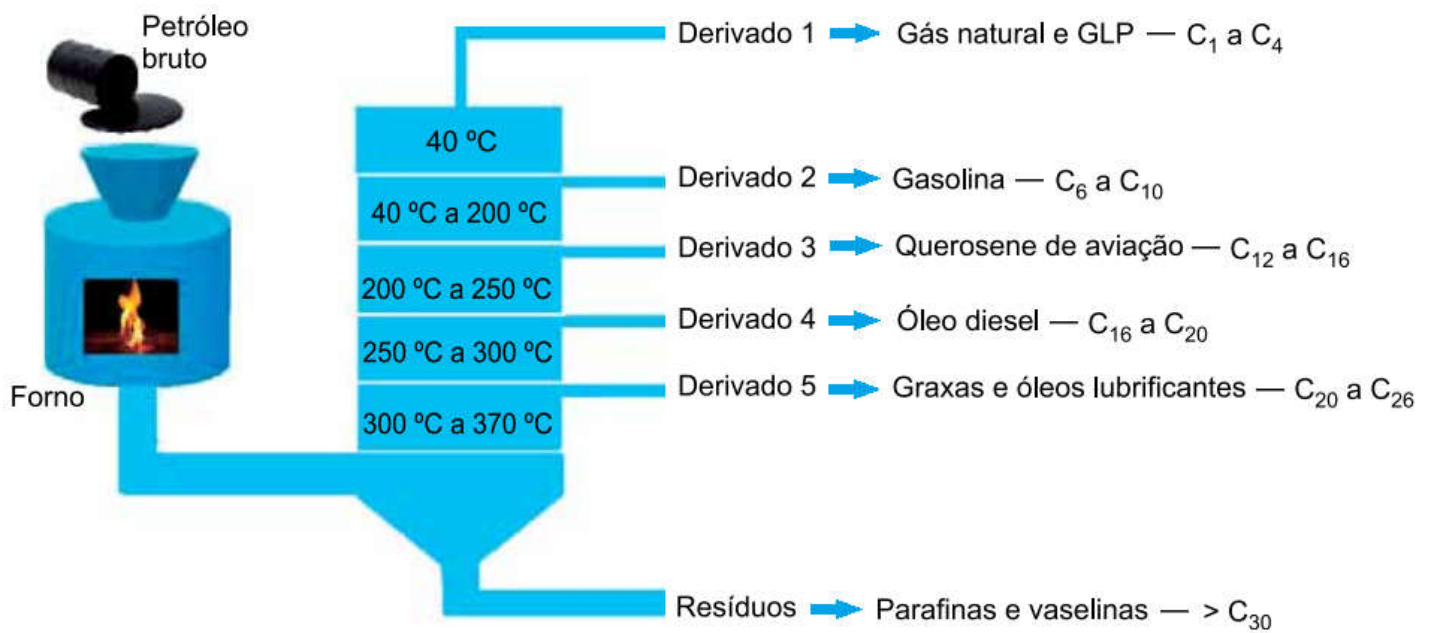 Petróleo
bruto
Forno
40 ºC
40 ºC a 200 ºC
200 ºC a 250 ºC
250 ºC a 300 ºC
300 ºC a 370 ºC
Derivado 1 Gás natural e GLP — C₁ a C₄
Derivado 2 Gasolina — C₆ a C₁₀
Derivado 3 Querosene de aviação — C₁₂ a C₁₆
Derivado 4 Óleo diesel — C₁₆ a C₂₀
Derivado 5 Graxas e óleos lubrificantes — C₂₀ a C₂₆
Resíduos Parafinas e vaselinas — > C₃₀